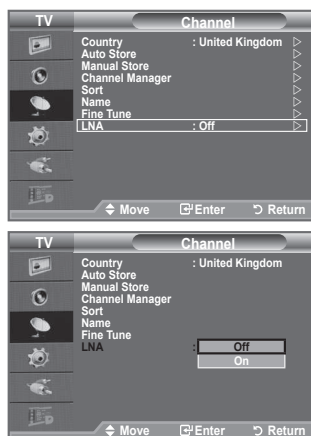 TV Channel
Country : United Kingdom
Auto Store
Manual Store
Channel Manager
Sort
Name
Fine Tune
LNA : Off
Move Enter Return
TV Channel
Country : United Kingdom
Auto Store
Manual Store
Channel Manager
Sort
Name
Fine Tune
LNA : Off
On
Move Enter Return